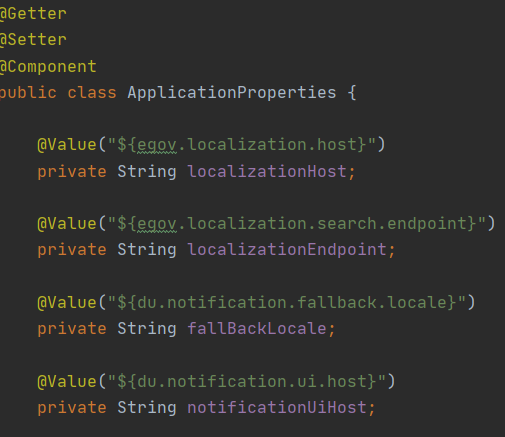 @Getter
@Setter
@Component
public class ApplicationProperties {
@Value("${egov.localization.host}")
private String localizationHost;
@Value("${egov.localization.search.endpoint}")
private String localizationEndpoint;
@Value("${du.notification.fallback.locale}")
private String fallBackLocale;
@Value("${du.notification.ui.host}")
private String notificationUiHost;